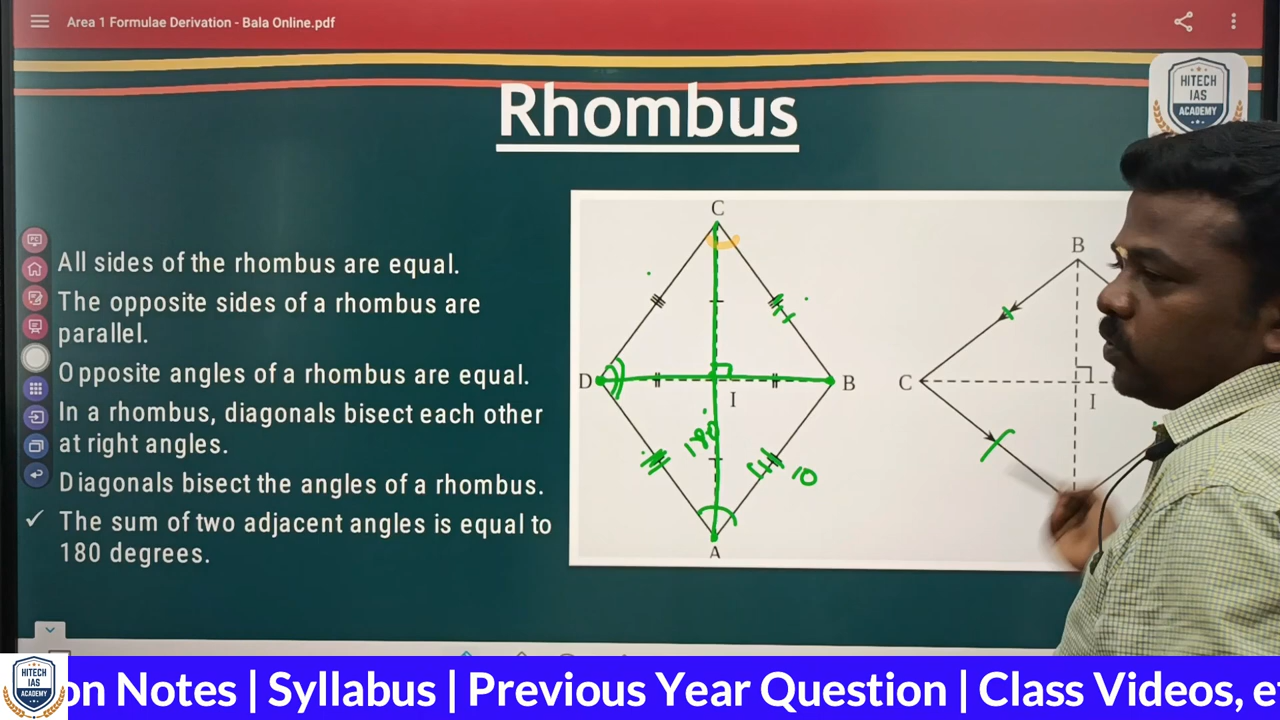 Area 1 Formulae Derivation - Bala Online.pdf
HITECH
IAS
ACADEMY
Rhombus
All sides of the rhombus are equal.
The opposite sides of a rhombus are
parallel.
Opposite angles of a rhombus are equal.
In a rhombus, diagonals bisect each other
at right angles.
Diagonals bisect the angles of a rhombus.
✓ The sum of two adjacent angles is equal to
180 degrees.
C
D
B
I
180°
10
A
B
C
I
PC
HITECH
IAS
ACADEMY
on Notes | Syllabus | Previous Year Question | Class Videos, e